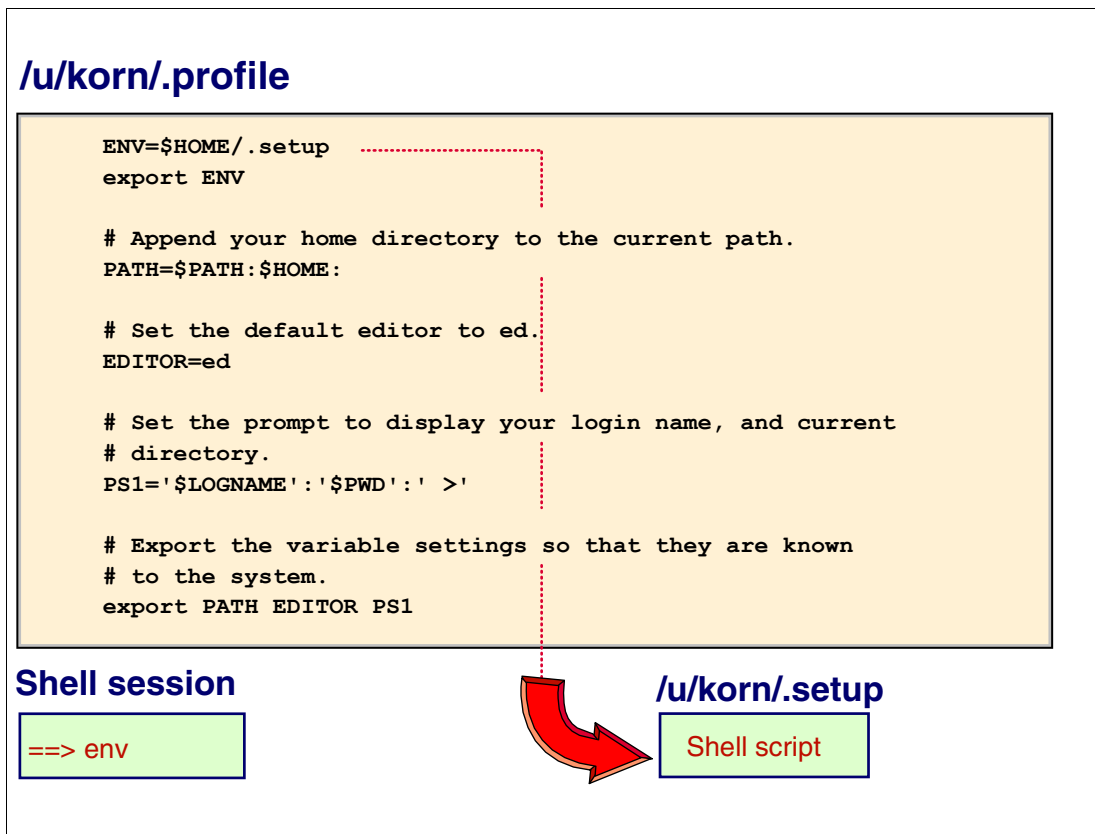 /u/korn/.profile
ENV=$HOME/.setup
export ENV
# Append your home directory to the current path.
PATH=$PATH:$HOME:
# Set the default editor to ed.
EDITOR=ed
# Set the prompt to display your login name, and current
# directory.
PS1='$LOGNAME':'$PWD':' >'
# Export the variable settings so that they are known
# to the system.
export PATH EDITOR PS1
Shell session
==> env
/u/korn/.setup
Shell script